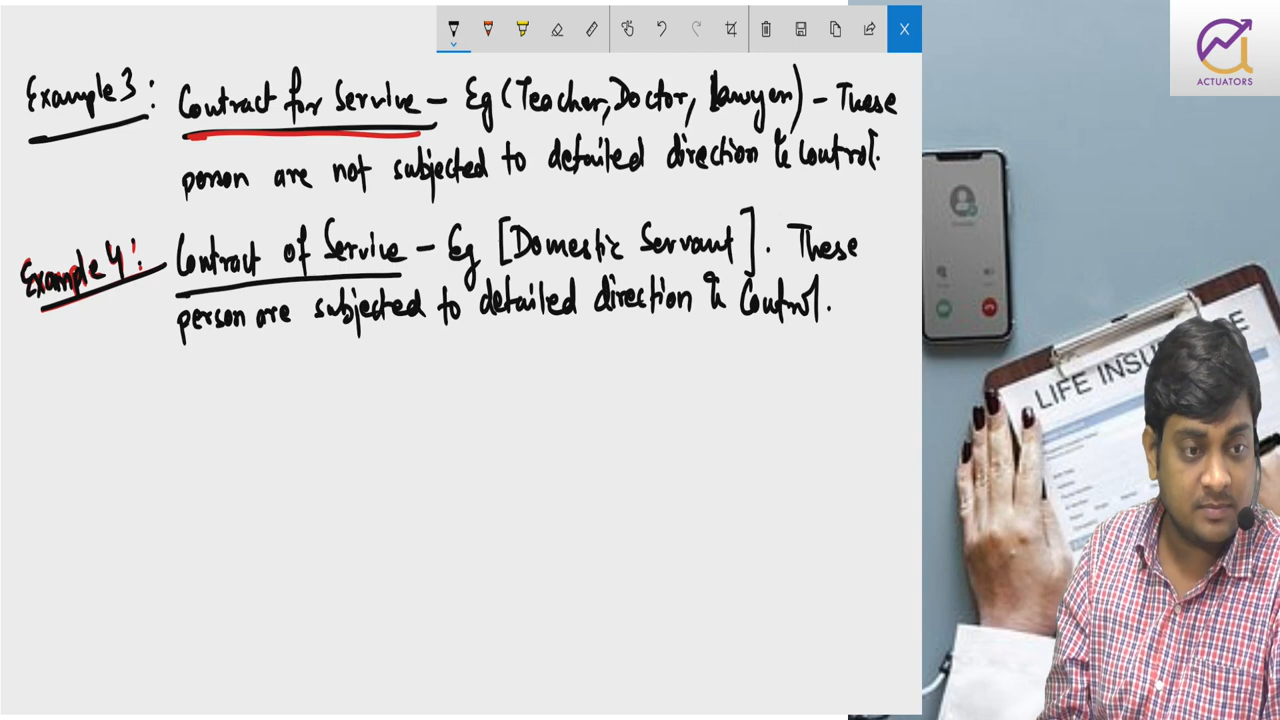 Example 3: Contract for Service - Eg (Teacher, Doctor, Lawyer) - These
person are not subjected to detailed direction & Control.
Example 4: Contract of Service - Eg [Domestic Servant]. These
person are subjected to detailed direction & Control.
ACTUATORS
LIFE INSU